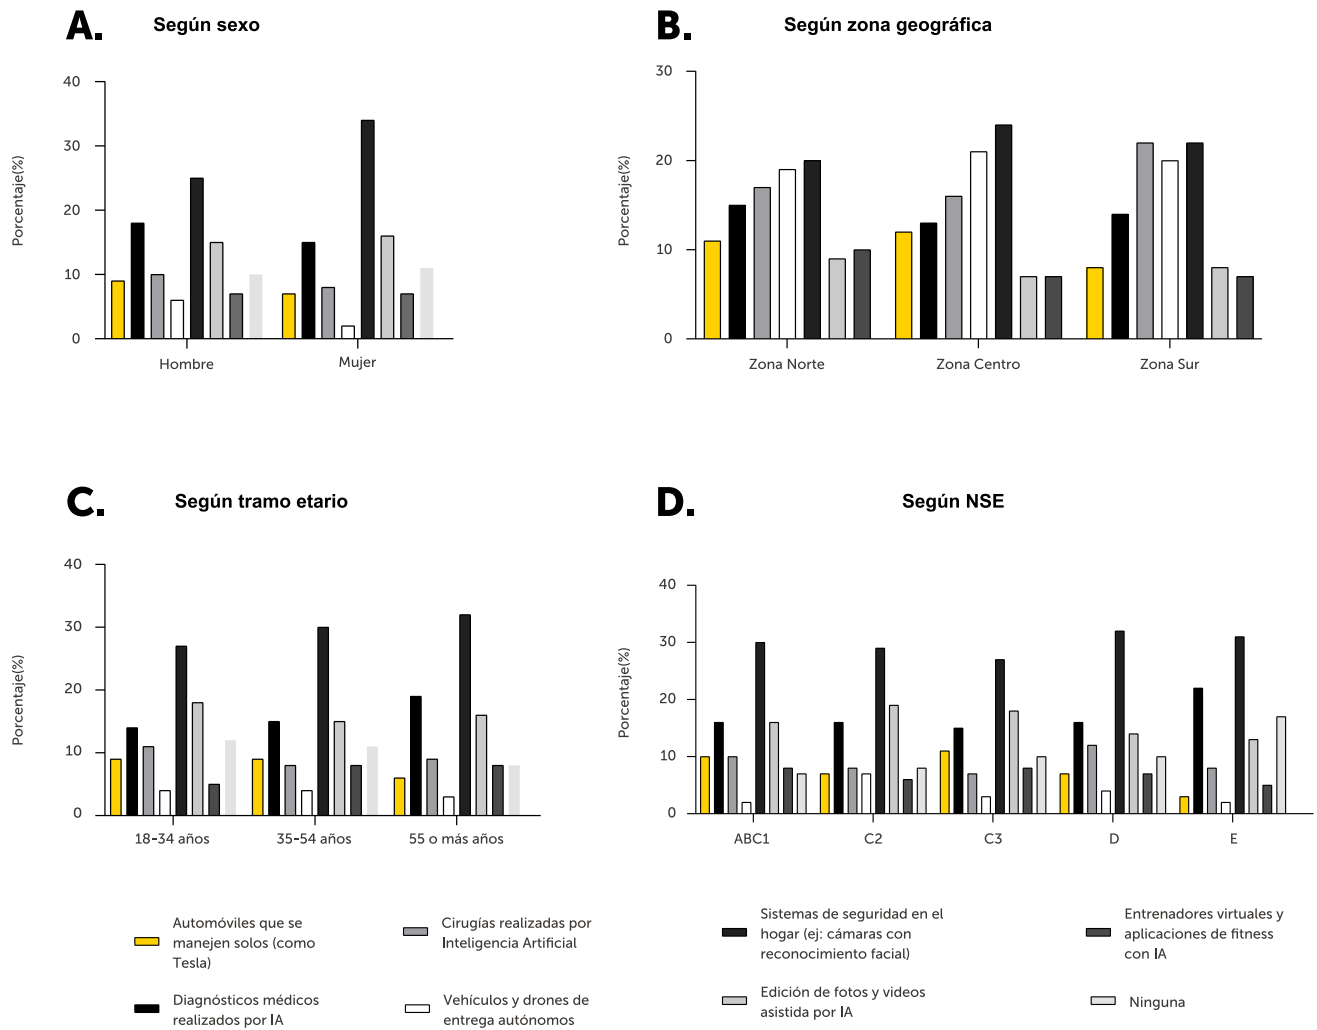 A. Según sexo
Porcentaje(%)
40
30
20
10
0
Hombre
Mujer
B. Según zona geográfica
Porcentaje(%)
30
20
10
0
Zona Norte
Zona Centro
Zona Sur
C. Según tramo etario
Porcentaje(%)
40
30
20
10
0
18-34 años
35-54 años
55 o más años
D. Según NSE
Porcentaje(%)
40
30
20
10
0
ABC1
C2
C3
D
E
Automóviles que se
manejen solos (como
Tesla)
Diagnósticos médicos
realizados por IA
Cirugías realizadas por
Inteligencia Artificial
Vehículos y drones de
entrega autónomos
Sistemas de seguridad en el
hogar (ej: cámaras con
reconocimiento facial)
Edición de fotos y videos
asistida por IA
Entrenadores virtuales y
aplicaciones de fitness
con IA
Ninguna